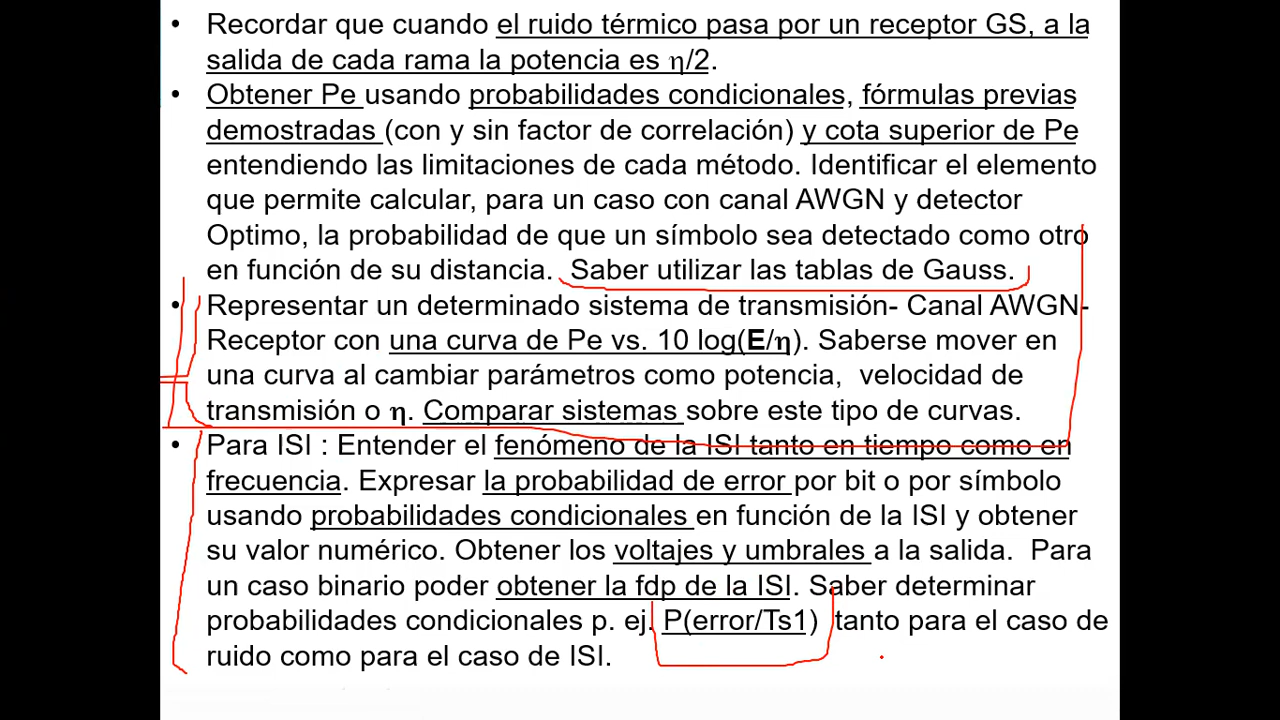 • Recordar que cuando el ruido térmico pasa por un receptor GS, a la
salida de cada rama la potencia es η/2.
• Obtener Pe usando probabilidades condicionales, fórmulas previas
demostradas (con y sin factor de correlación) y cota superior de Pe
entendiendo las limitaciones de cada método. Identificar el elemento
que permite calcular, para un caso con canal AWGN y detector
Optimo, la probabilidad de que un símbolo sea detectado como otro
en función de su distancia. Saber utilizar las tablas de Gauss.
• Representar un determinado sistema de transmisión- Canal AWGN-
Receptor con una curva de Pe vs. 10 log(E/η). Saberse mover en
una curva al cambiar parámetros como potencia, velocidad de
transmisión o η. Comparar sistemas sobre este tipo de curvas.
• Para ISI : Entender el fenómeno de la ISI tanto en tiempo como en
frecuencia. Expresar la probabilidad de error por bit o por símbolo
usando probabilidades condicionales en función de la ISI y obtener
su valor numérico. Obtener los voltajes y umbrales a la salida. Para
un caso binario poder obtener la fdp de la ISI. Saber determinar
probabilidades condicionales p. ej. P(error/Ts1) tanto para el caso de
ruido como para el caso de ISI.